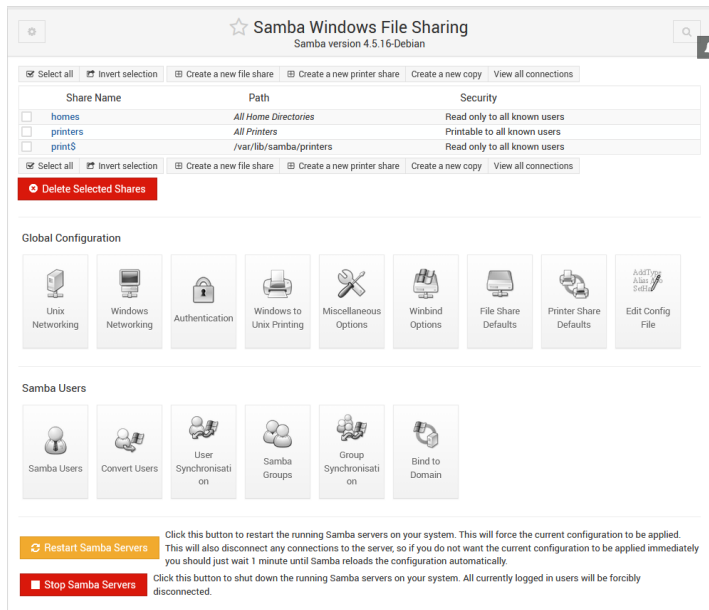 Samba Windows File Sharing
Samba version 4.5.16-Debian
Select all Invert selection Create a new file share Create a new printer share Create a new copy View all connections
Share Name Path Security
homes All Home Directories Read only to all known users
printers All Printers Printable to all known users
print$ /var/lib/samba/printers Read only to all known users
Select all Invert selection Create a new file share Create a new printer share Create a new copy View all connections
Delete Selected Shares
Global Configuration
AddType
Alias
Unix Windows Windows to Miscellaneous Winbind File Share Printer Share Edit Config
Networking Networking Authentication Unix Printing Options Options Defaults Defaults File
Samba Users
User Group
Samba Users Convert Users Synchronisati Samba Synchronisati Bind to
on Groups on Domain
Click this button to restart the running Samba servers on your system. This will force the current configuration to be applied.
Restart Samba Servers This will also disconnect any connections to the server, so if you do not want the current configuration to be applied immediately
you should just wait 1 minute until Samba reloads the configuration automatically.
Stop Samba Servers Click this button to shut down the running Samba servers on your system. All currently logged in users will be forcibly
disconnected.